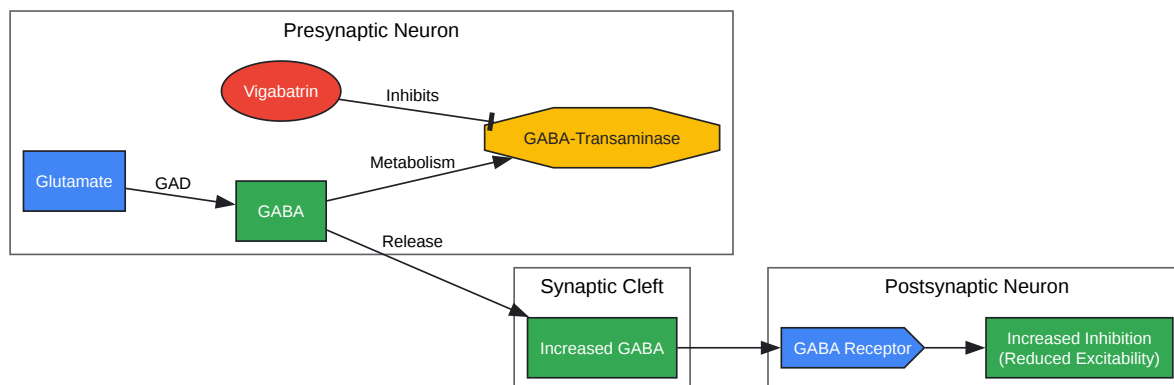 Presynaptic Neuron
Vigabatrin
Inhibits
GABA-Transaminase
Metabolism
Glutamate
GAD
GABA
Release
Synaptic Cleft
Increased GABA
Postsynaptic Neuron
GABA Receptor
Increased Inhibition
(Reduced Excitability)